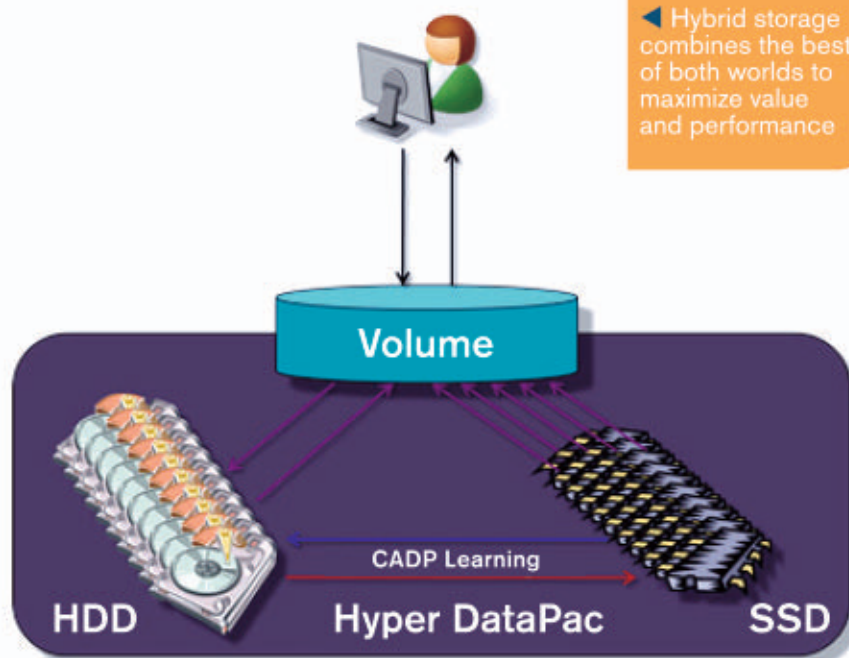 ◀ Hybrid storage
combines the best
of both worlds to
maximize value
and performance
Volume
CADP Learning
HDD
Hyper DataPac
SSD